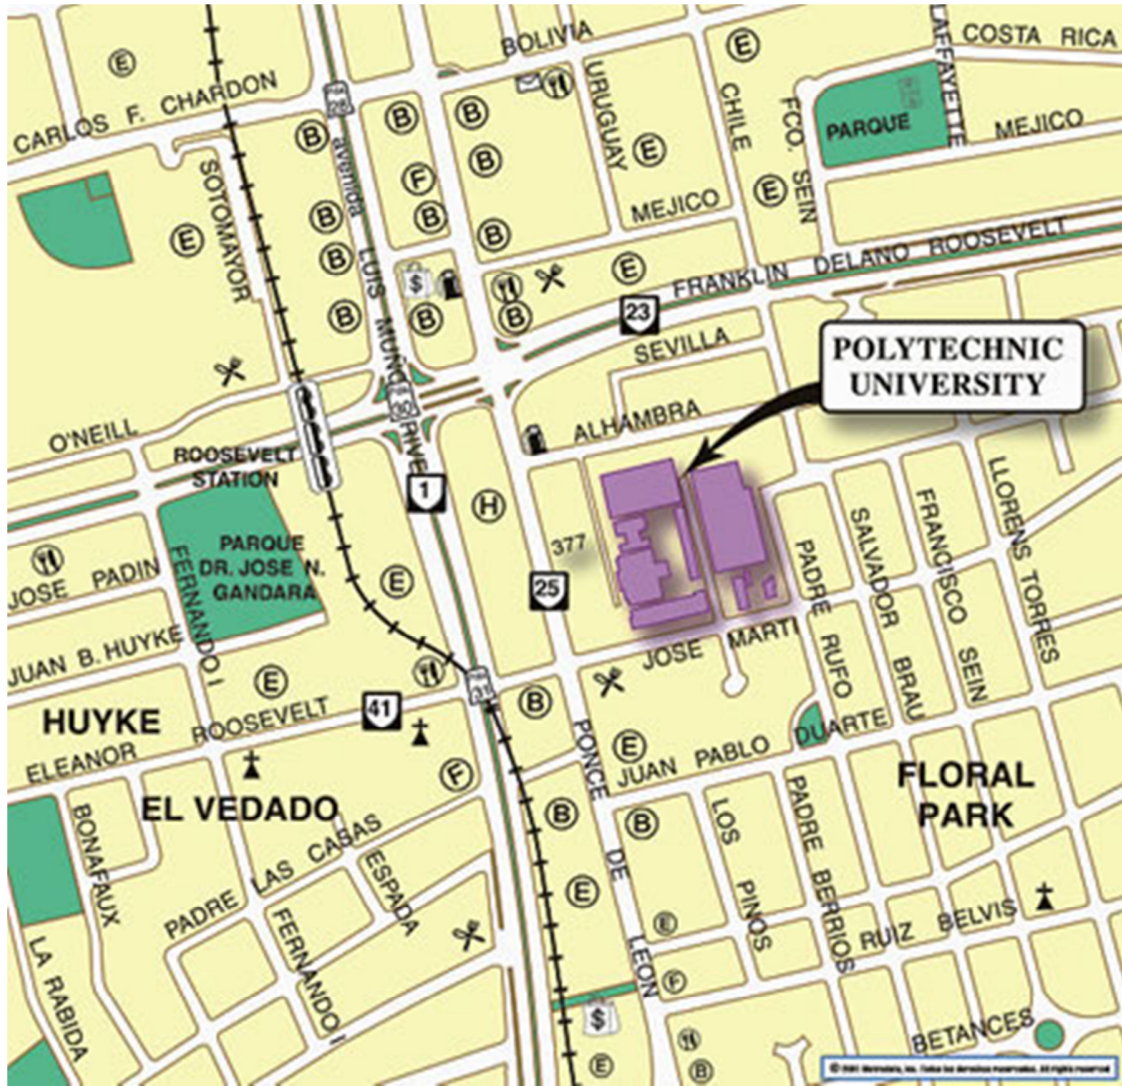 BOLIVIA
COSTA RICA
LAFFAYETTE
CARLOS F. CHARDON
E
E
28
URUGUAY
CHILE
FCO. SEIN
PARQUE
MEJICO
B
B
B
avenida
SOTOMAYOR
F
B
E
E
MEJICO
E
B
B
B
B
E
LUIS MUÑOZ RIVERA
$
B
B
B
FRANKLIN DELANO ROOSEVELT
23
SEVILLA
POLYTECHNIC
UNIVERSITY
30
O'NEILL
ALHAMBRA
ROOSEVELT
STATION
1
H
PARQUE
DR. JOSE N.
GANDARA
377
25
E
JOSE PADIN
FERNANDO I
JUAN B. HUYKE
PADRE RUFO
SALVADOR BRAU
FRANCISCO SEIN
LLORENS TORRES
JOSE MARTI
E
31
B
41
HUYKE
ELEANOR ROOSEVELT
PONCE DE LEON
E
JUAN PABLO DUARTE
F
FLORAL
PARK
EL VEDADO
BONAFAUX
B
B
LOS PINOS
PADRE BERRIOS
PADRE LAS CASAS
ESPADA
E
E
RUIZ BELVIS
FERNANDO I
LA RABIDA
F
$
BETANCES
E
B